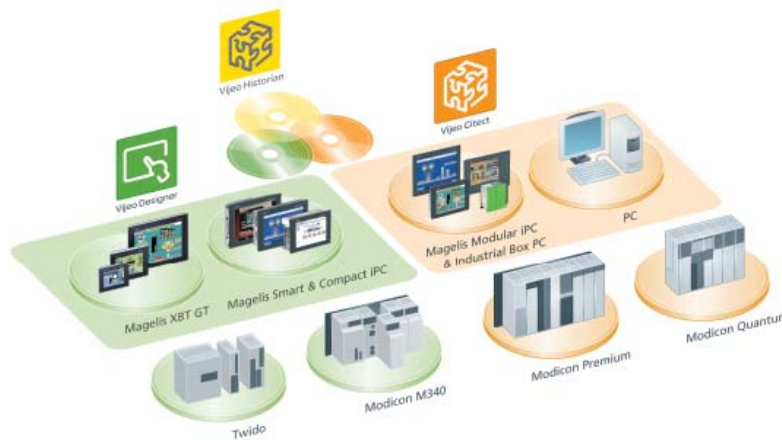 Vijeo Historian
Vijeo Citect
Vijeo Designer
PC
Magelis Modular iPC
& Industrial Box PC
Magelis Smart & Compact iPC
Magelis XBT GT
Modicon Quantum
Modicon Premium
Modicon M340
Twido